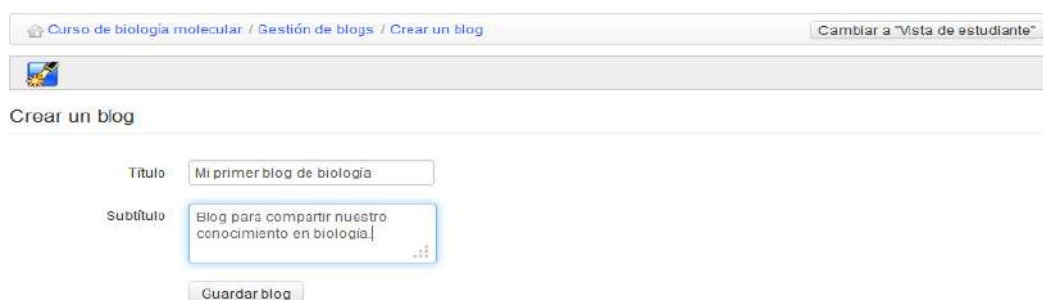 Curso de biología molecular / Gestión de blogs / Crear un blog
Cambiar a "Vista de estudiante"
Crear un blog
Título
Mi primer blog de biología
Subtítulo
Blog para compartir nuestro
conocimiento en biología.
Guardar blog